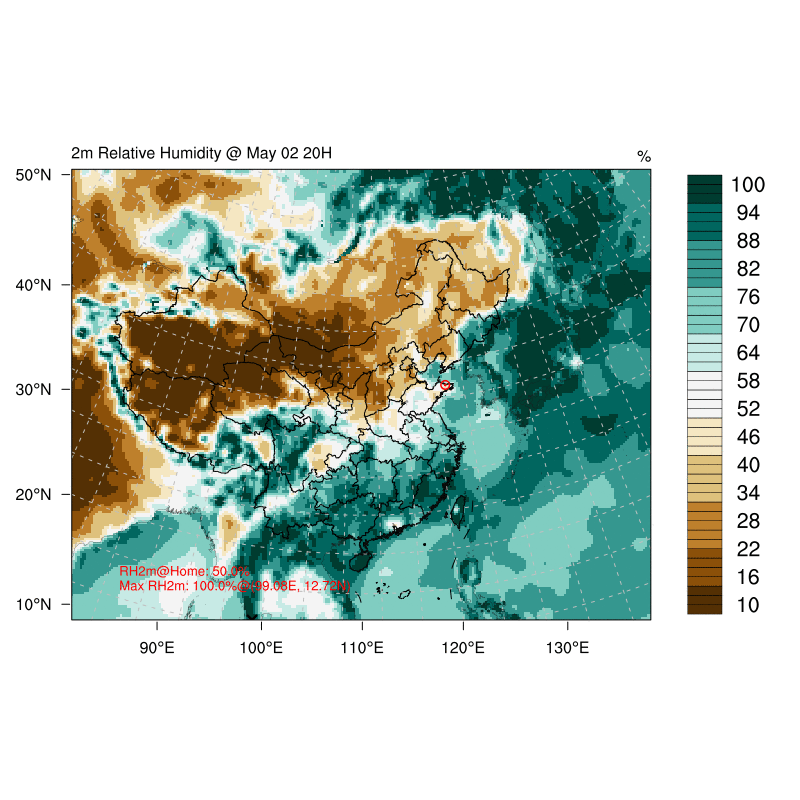 2m Relative Humidity @ May 02 20H
%
50°N
40°N
30°N
20°N
10°N
90°E
100°E
110°E
120°E
130°E
100
94
88
82
76
70
64
58
52
46
40
34
28
22
16
10
RH2m@Home: 50.0%
Max RH2m: 100.0%@(99.08E, 12.72N)